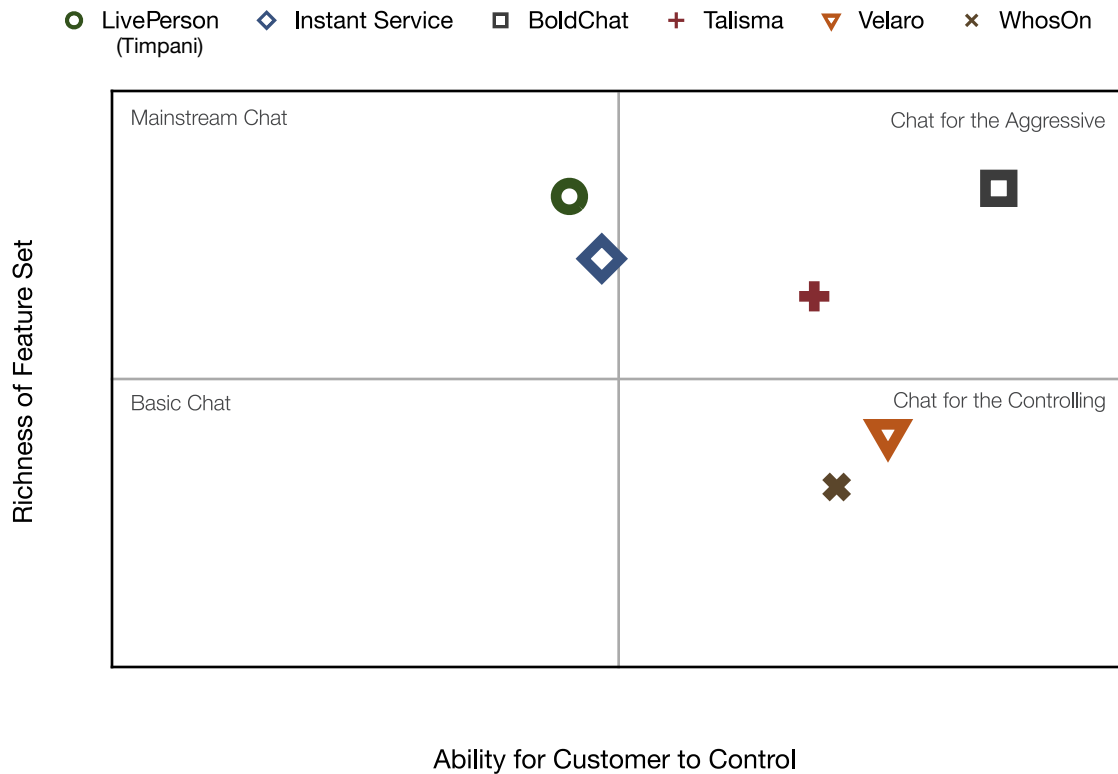 LivePerson Instant Service BoldChat Talisma Velaro WhosOn
(Timpani)
Mainstream Chat
Chat for the Aggressive
Richness of Feature Set
Basic Chat
Chat for the Controlling
Ability for Customer to Control